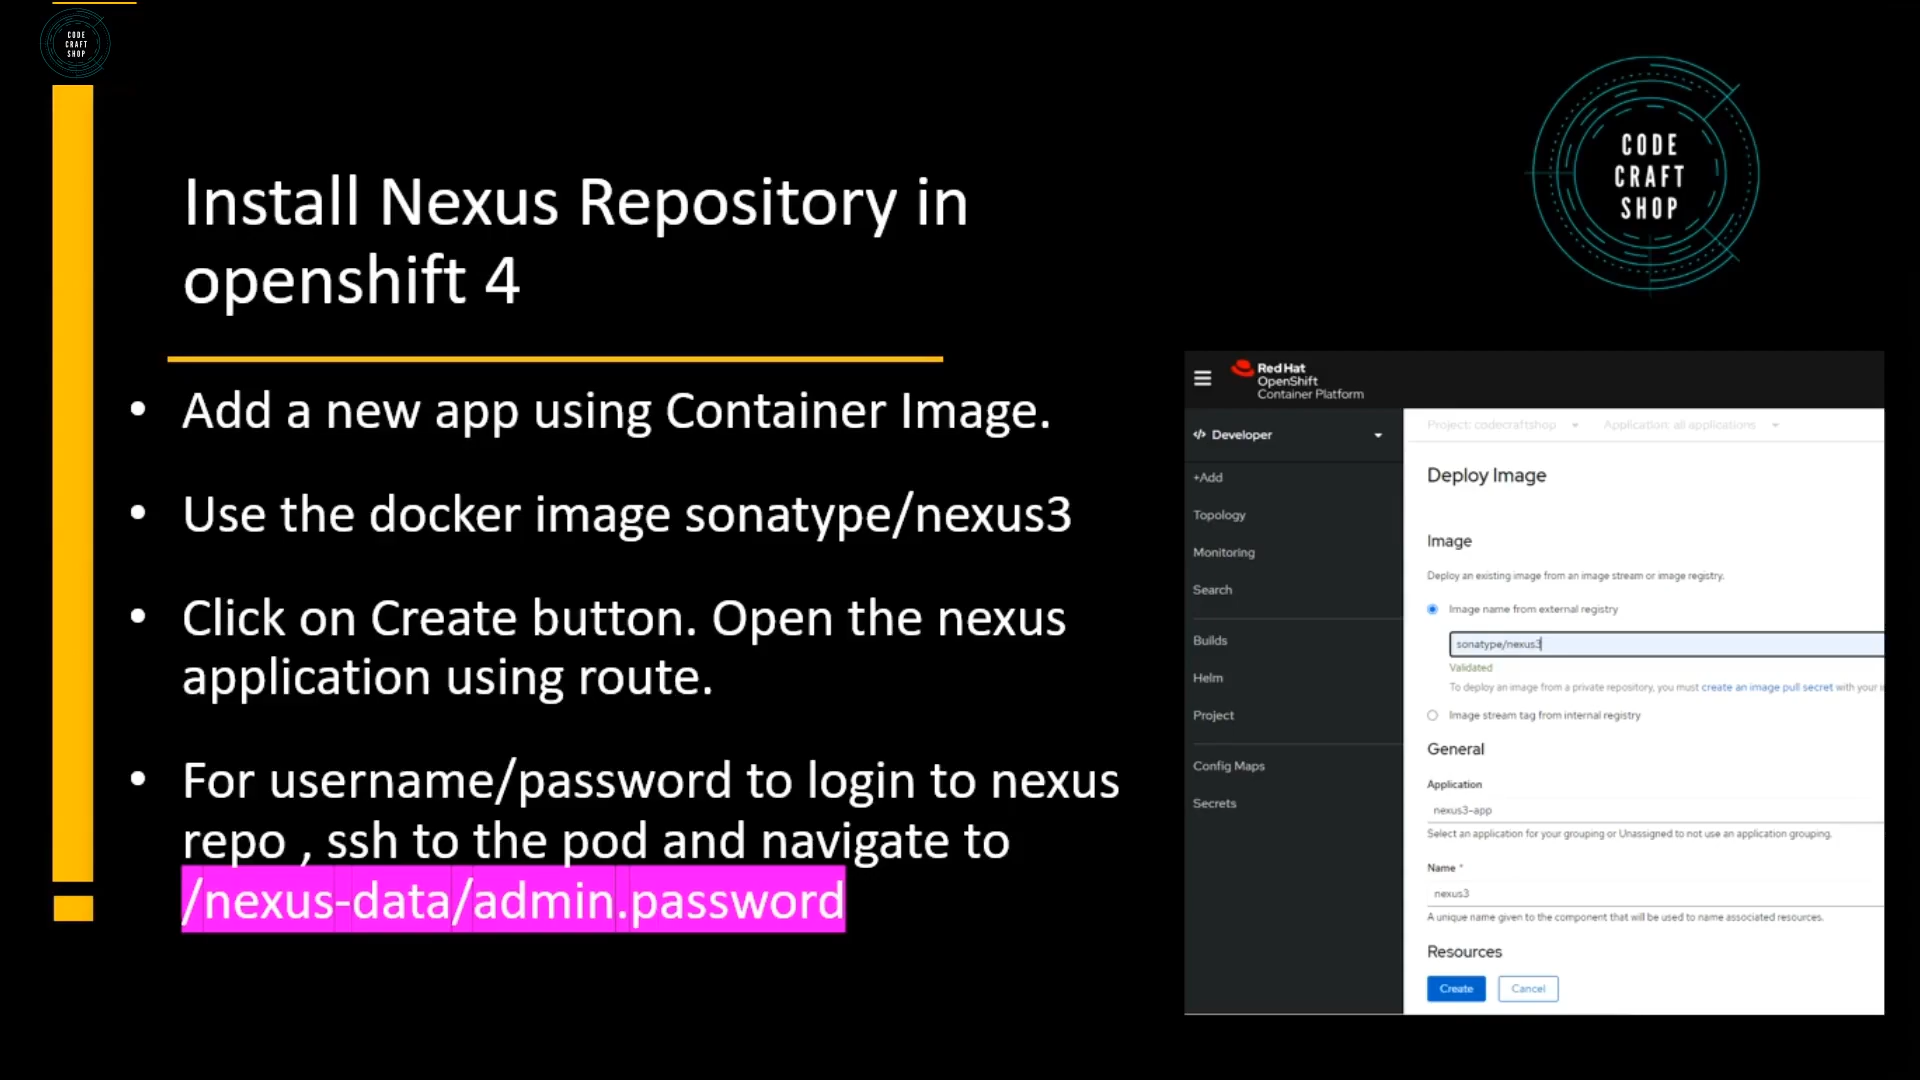 CODE
CRAFT
SHOP
CODE
CRAFT
SHOP
Install Nexus Repository in
openshift 4
• Add a new app using Container Image.
• Use the docker image sonatype/nexus3
• Click on Create button. Open the nexus
application using route.
• For username/password to login to nexus
repo , ssh to the pod and navigate to
/nexus-data/admin.password
Red Hat
OpenShift
Container Platform
</> Developer
+Add
Topology
Monitoring
Search
Builds
Helm
Project
Config Maps
Secrets
Project: codecraftshop Application: all applications
Deploy Image
Image
Deploy an existing image from an image stream or image registry.
Image name from external registry
sonatype/nexus3
Validated
To deploy an image from a private repository, you must create an image pull secret with your
Image stream tag from internal registry
General
Application
nexus3-app
Select an application for your grouping or Unassigned to not use an application grouping.
Name *
nexus3
A unique name given to the component that will be used to name associated resources.
Resources
Create Cancel